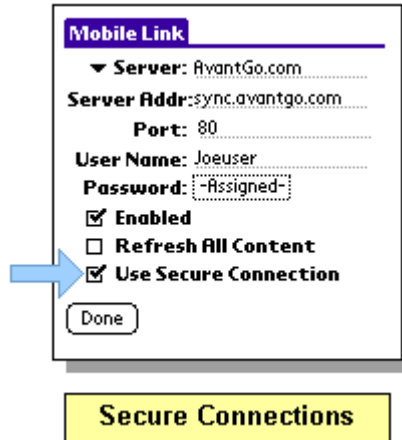 Mobile Link
Server: AvantGo.com
Server Addr: sync.avantgo.com
Port: 80
User Name: Joeuser
Password: -Assigned-
Enabled
Refresh All Content
Use Secure Connection
Done
Secure Connections